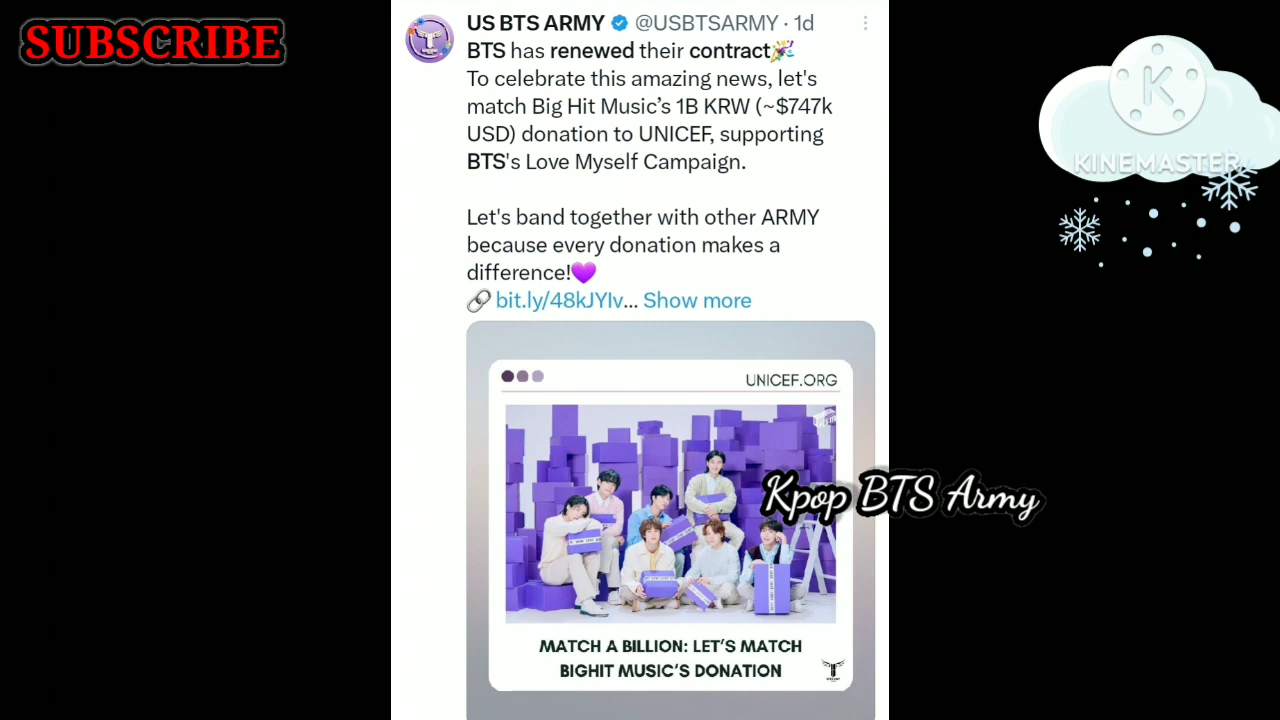 SUBSCRIBE
US BTS ARMY @USBTSARMY · 1d
BTS has renewed their contract🎉
To celebrate this amazing news, let's
match Big Hit Music’s 1B KRW (~$747k
USD) donation to UNICEF, supporting
BTS's Love Myself Campaign.
Let's band together with other ARMY
because every donation makes a
difference!💜
🔗 bit.ly/48kJYIv... Show more
UNICEF.ORG
MATCH A BILLION: LET’S MATCH
BIGHIT MUSIC’S DONATION
Kpop BTS Army
K
KINEMASTER